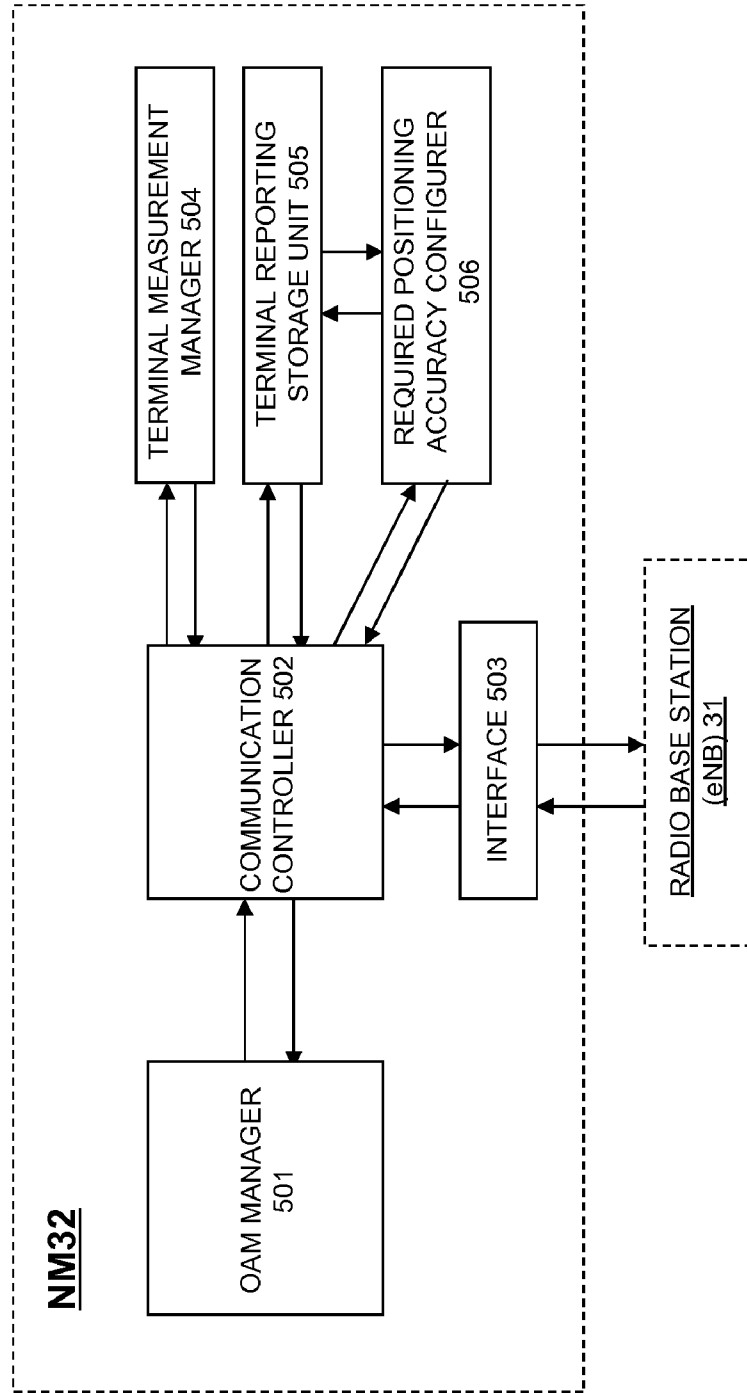 NM32
OAM MANAGER
501
COMMUNICATION
CONTROLLER 502
INTERFACE 503
TERMINAL MEASUREMENT
MANAGER 504
TERMINAL REPORTING
STORAGE UNIT 505
REQUIRED POSITIONING
ACCURACY CONFIGURER
506
RADIO BASE STATION
(eNB) 31